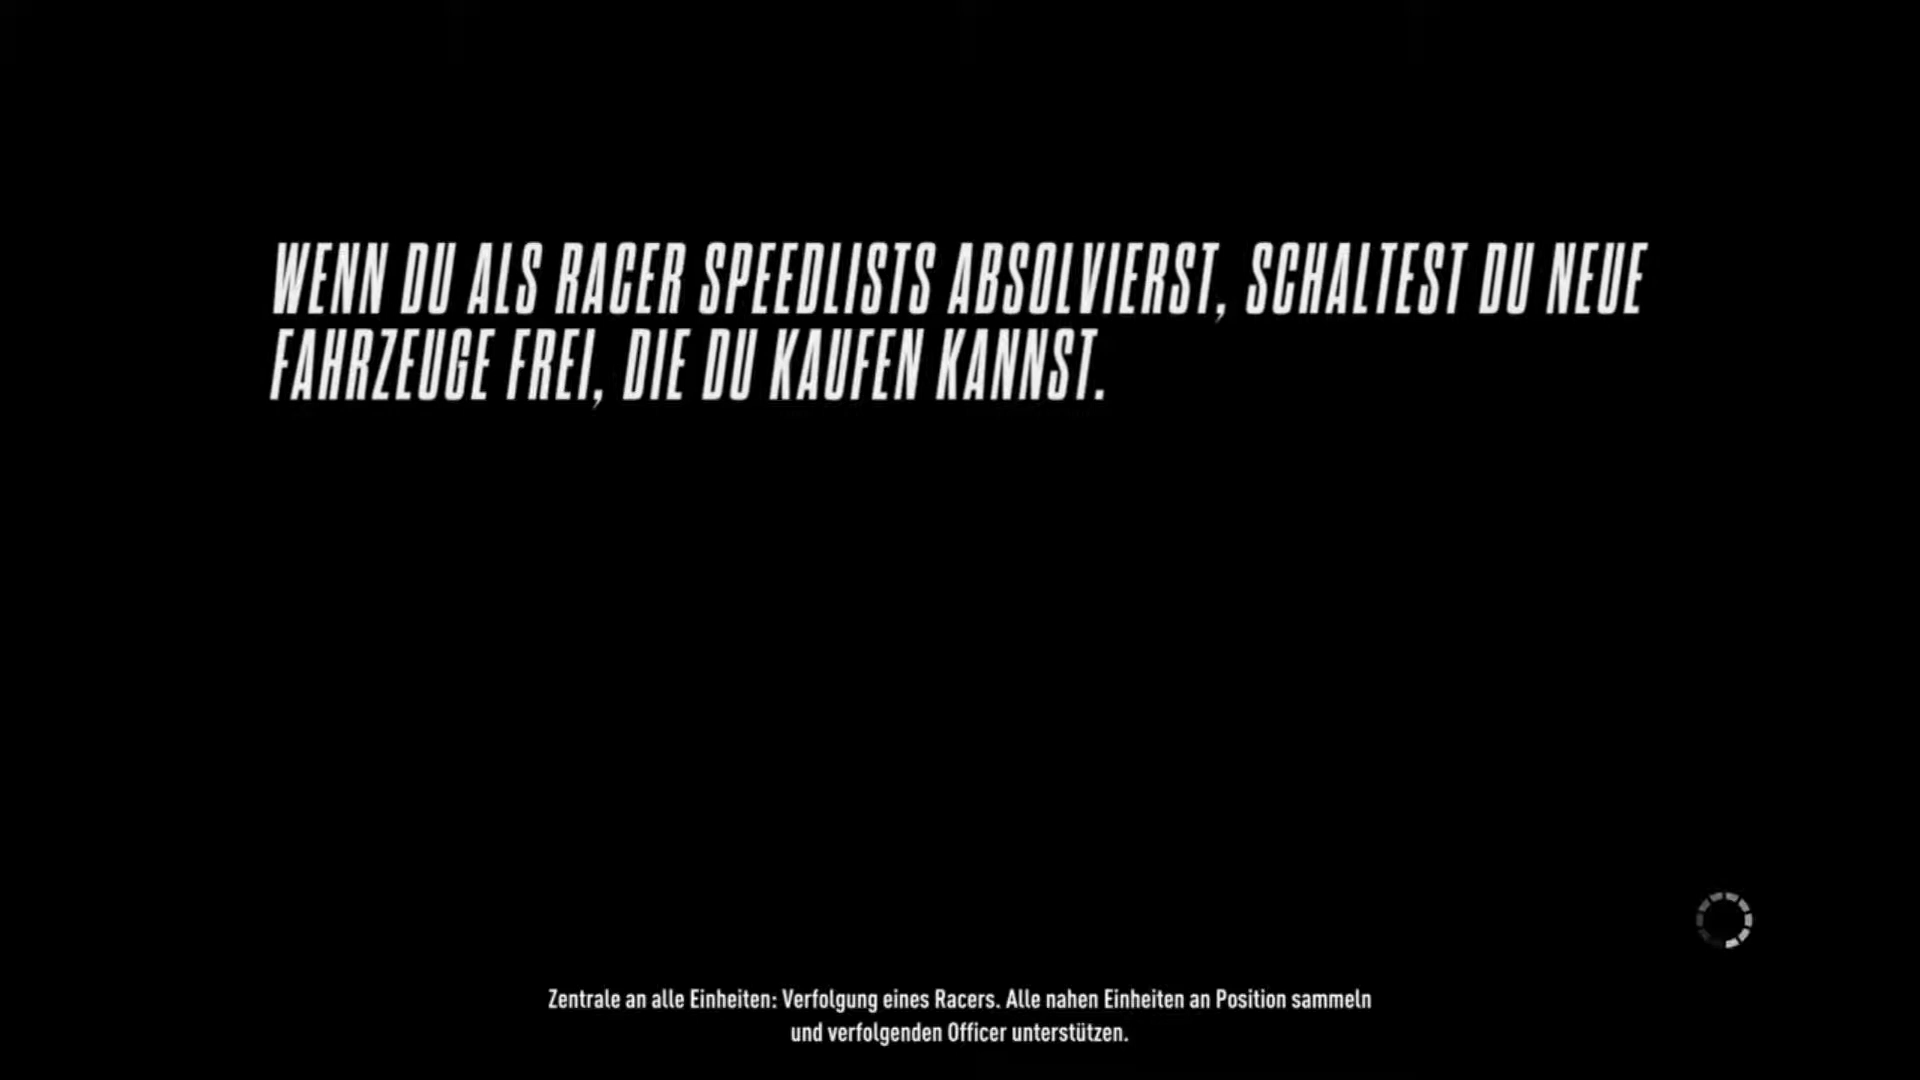 WENN DU ALS RACER SPEEDLISTS ABSOLVIERST, SCHALTEST DU NEUE
FAHRZEUGE FREI, DIE DU KAUFEN KANNST.
Zentrale an alle Einheiten: Verfolgung eines Racers. Alle nahen Einheiten an Position sammeln
und verfolgenden Officer unterstützen.